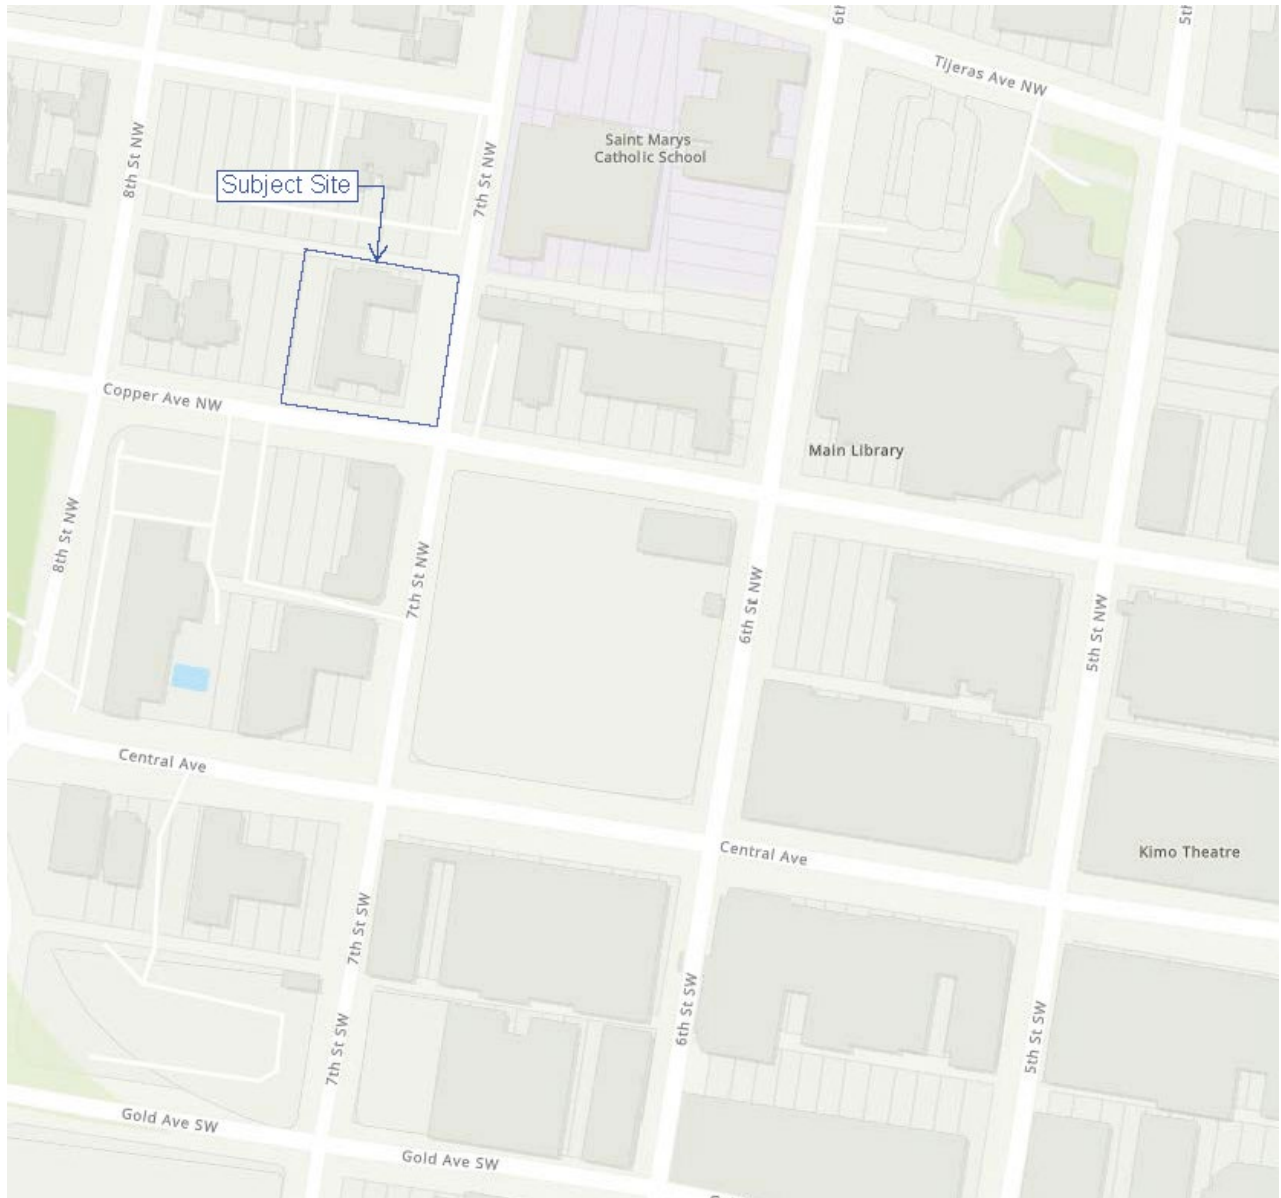 6th
5th
Tijeras Ave NW
8th St NW
Saint Marys
Catholic School
7th St NW
Subject Site
Copper Ave NW
Main Library
8th St NW
7th St NW
6th St NW
5th St NW
Central Ave
Central Ave
Kimo Theatre
7th St SW
6th St SW
5th St SW
7th St SW
Gold Ave SW
Gold Ave SW